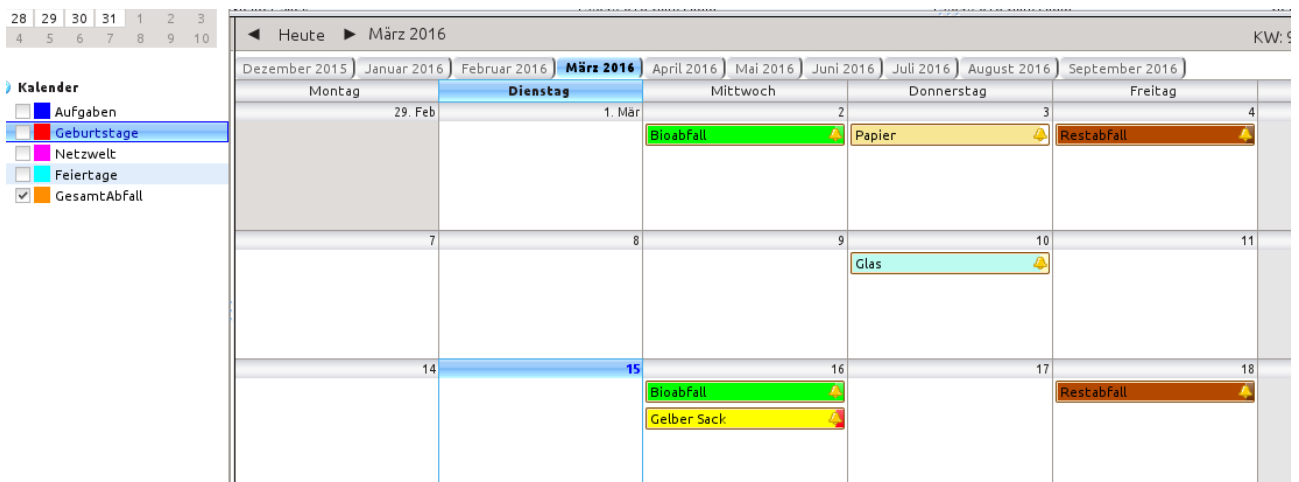 28 29 30 31 1 2 3
4 5 6 7 8 9 10
Kalender
Aufgaben
Geburtstage
Netzwelt
Feiertage
GesamtAbfall
◄ Heute ► März 2016
KW: 9
Dezember 2015 Januar 2016 Februar 2016 März 2016 April 2016 Mai 2016 Juni 2016 Juli 2016 August 2016 September 2016
Montag Dienstag Mittwoch Donnerstag Freitag
29. Feb 1. Mär 2 3 4
Bioabfall Papier Restabfall
7 8 9 10 11
Glas
14 15 16 17 18
Bioabfall Restabfall
Gelber Sack